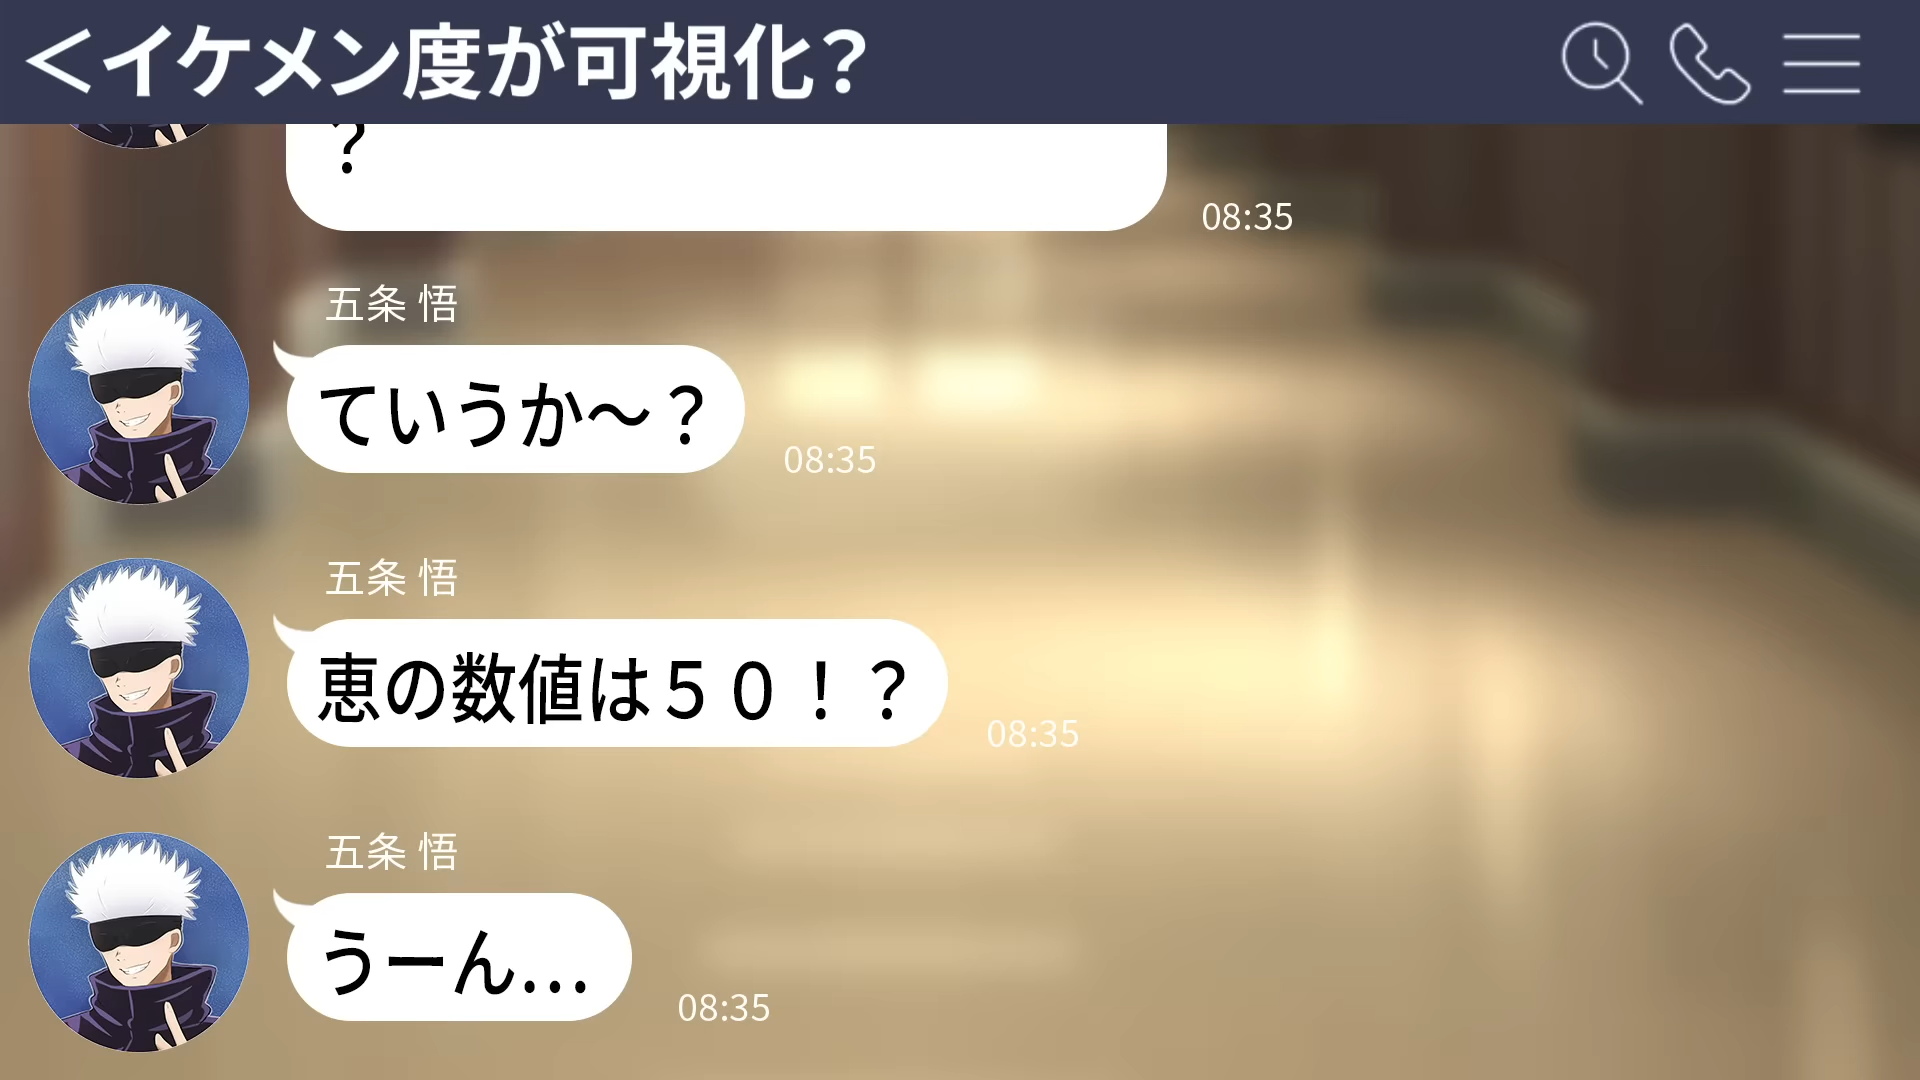 ＜イケメン度が可視化？
？
08:35
五条 悟
ていうか～？
08:35
五条 悟
恵の数値は５０！？
08:35
五条 悟
うーん…
08:35